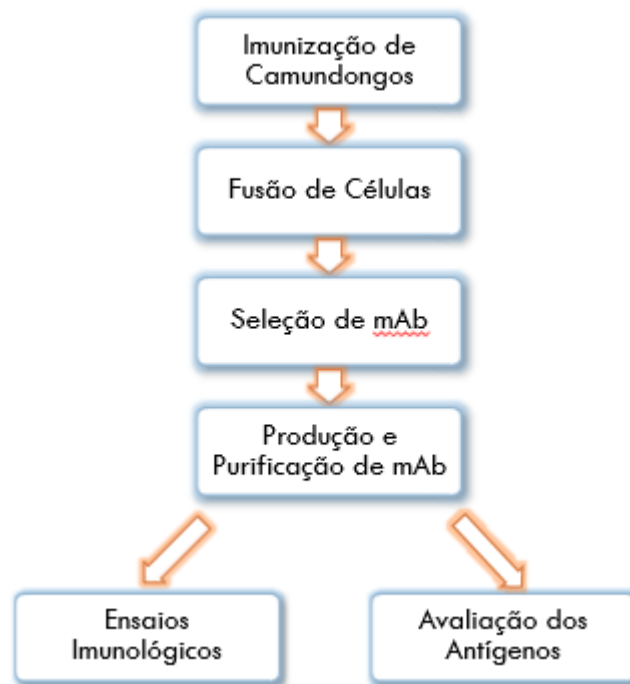 Imunização de
Camundongos
Fusão de Células
Seleção de mAb
Produção e
Purificação de mAb
Ensaios
Imunológicos
Avaliação dos
Antígenos